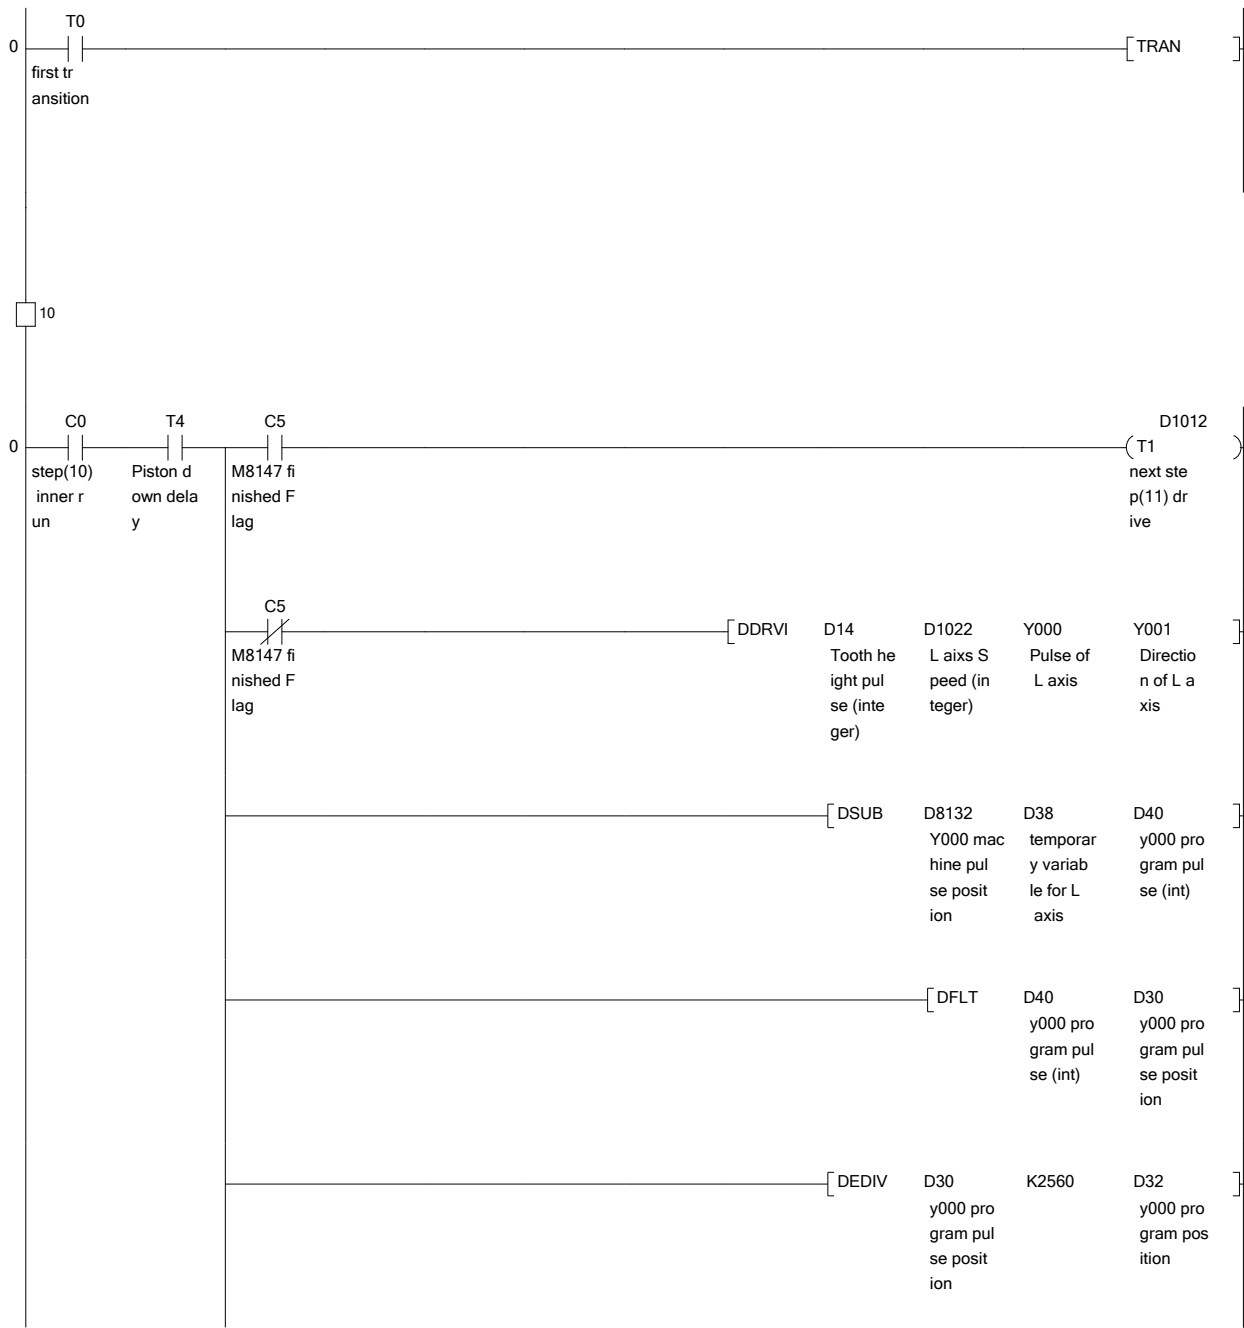 T0
0 TRAN
first tr
ansition
10
C0 T4 C5 D1012
0 T1
step(10) Piston d M8147 fi next ste
inner r own dela nished F p(11) dr
un y lag ive
C5
DDRVI D14 D1022 Y000 Y001
M8147 fi Tooth he L aixs S Pulse of Directio
nished F ight pul peed (in L axis n of L a
lag se (inte teger) xis
ger)
DSUB D8132 D38 D40
Y000 mac temporar y000 pro
hine pul y variab gram pul
se posit le for L se (int)
ion axis
DFLT D40 D30
y000 pro y000 pro
gram pul gram pul
se (int) se posit
ion
DEDIV D30 K2560 D32
y000 pro y000 pro
gram pul gram pos
se posit ition
ion